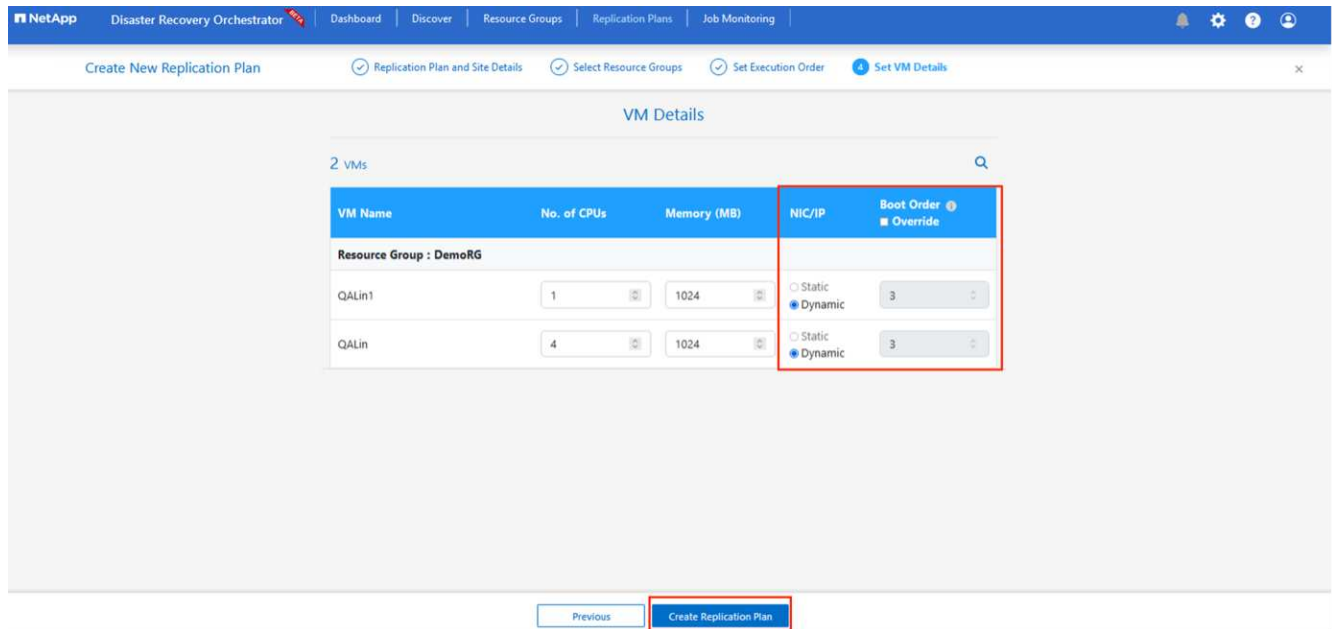 NetApp Disaster Recovery Orchestrator BETA Dashboard Discover Resource Groups Replication Plans Job Monitoring ?
Create New Replication Plan Replication Plan and Site Details Select Resource Groups Set Execution Order 4 Set VM Details ×
VM Details
2 VMs
VM Name No. of CPUs Memory (MB) NIC/IP Boot Order i Override
Resource Group : DemoRG
QALin1 1 1024 Static Dynamic 3
QALin 4 1024 Static Dynamic 3
Previous Create Replication Plan